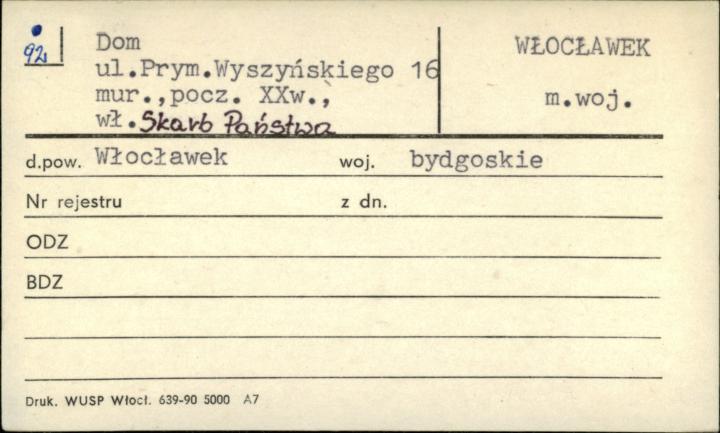 92
Dom
ul.Prym.Wyszyńskiego 16
mur.,pocz. XXw.,
wł. Skarb Państwa
WŁOCŁAWEK
m.woj.
d.pow. Włocławek woj. bydgoskie
Nr rejestru z dn.
ODZ
BDZ
Druk. WUSP Włocł. 639-90 5000 A7